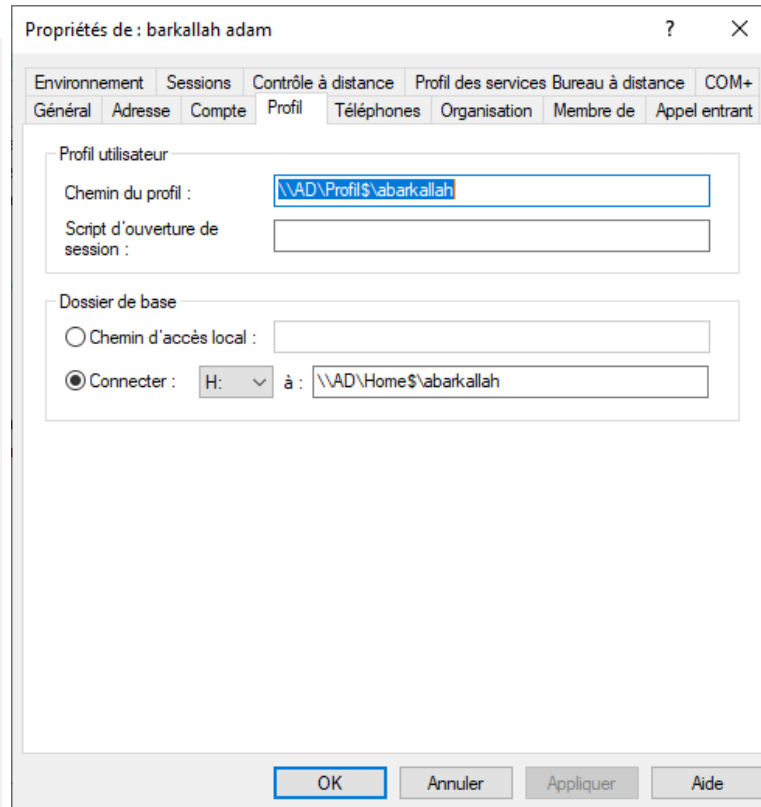 Propriétés de : barkallah adam ? ×
Environnement Sessions Contrôle à distance Profil des services Bureau à distance COM+
Général Adresse Compte Profil Téléphones Organisation Membre de Appel entrant
Profil utilisateur
Chemin du profil : \\AD\Profil$\abarkallah
Script d'ouverture de
session :
Dossier de base
Chemin d'accès local :
Connecter : H: à : \\AD\Home$\abarkallah
OK Annuler Appliquer Aide